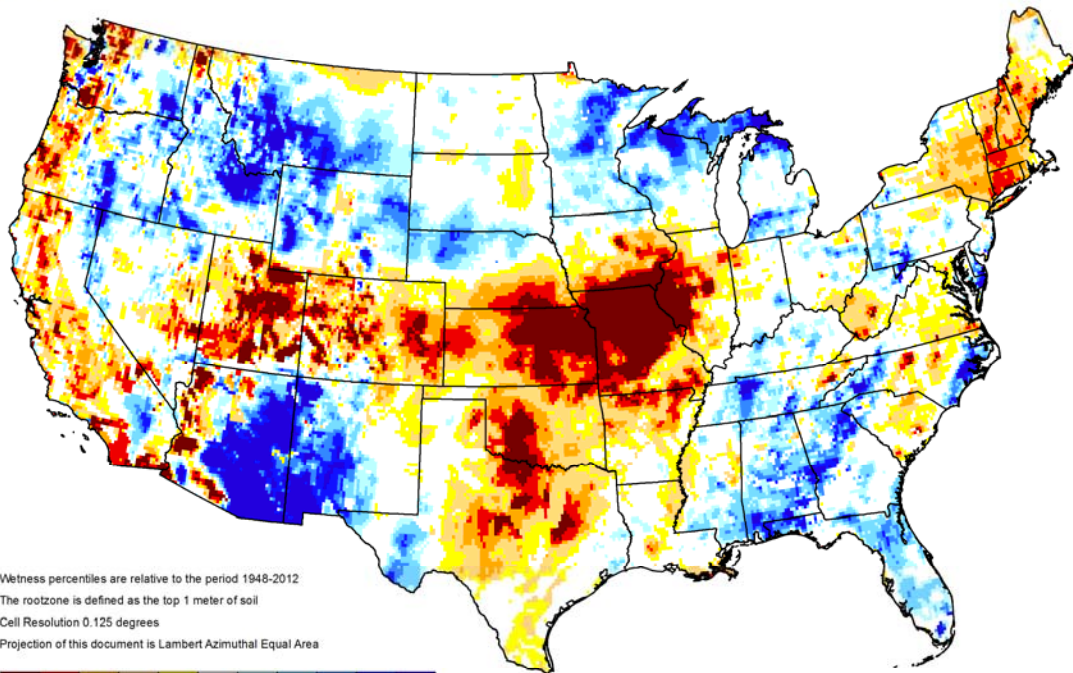 Wetness percentiles are relative to the period 1948-2012
The rootzone is defined as the top 1 meter of soil
Cell Resolution 0.125 degrees
Projection of this document is Lambert Azimuthal Equal Area